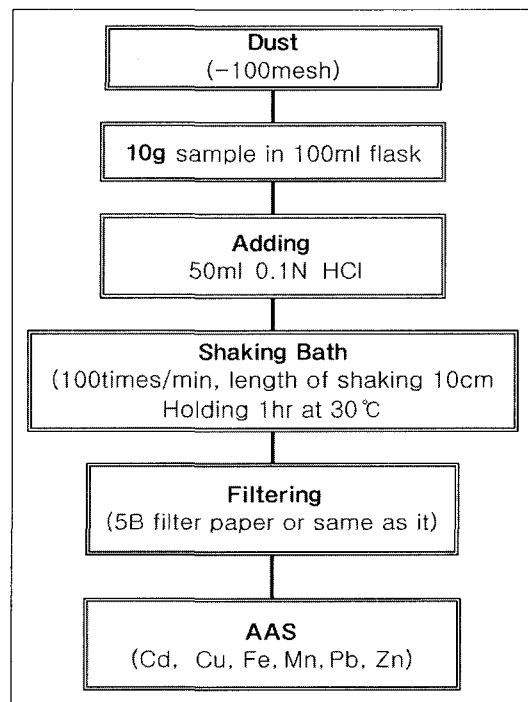 Dust
(-100mesh)
10g sample in 100ml flask
Adding
50ml 0.1N HCl
Shaking Bath
(100times/min, length of shaking 10cm
Holding 1hr at 30℃
Filtering
(5B filter paper or same as it)
AAS
(Cd, Cu, Fe, Mn, Pb, Zn)